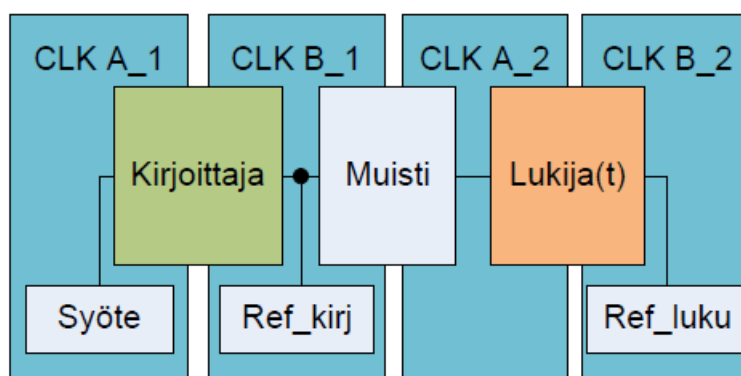 CLK A_1
CLK B_1
CLK A_2
CLK B_2
Kirjoittaja
Muisti
Lukija(t)
Syöte
Ref_kirj
Ref_luku